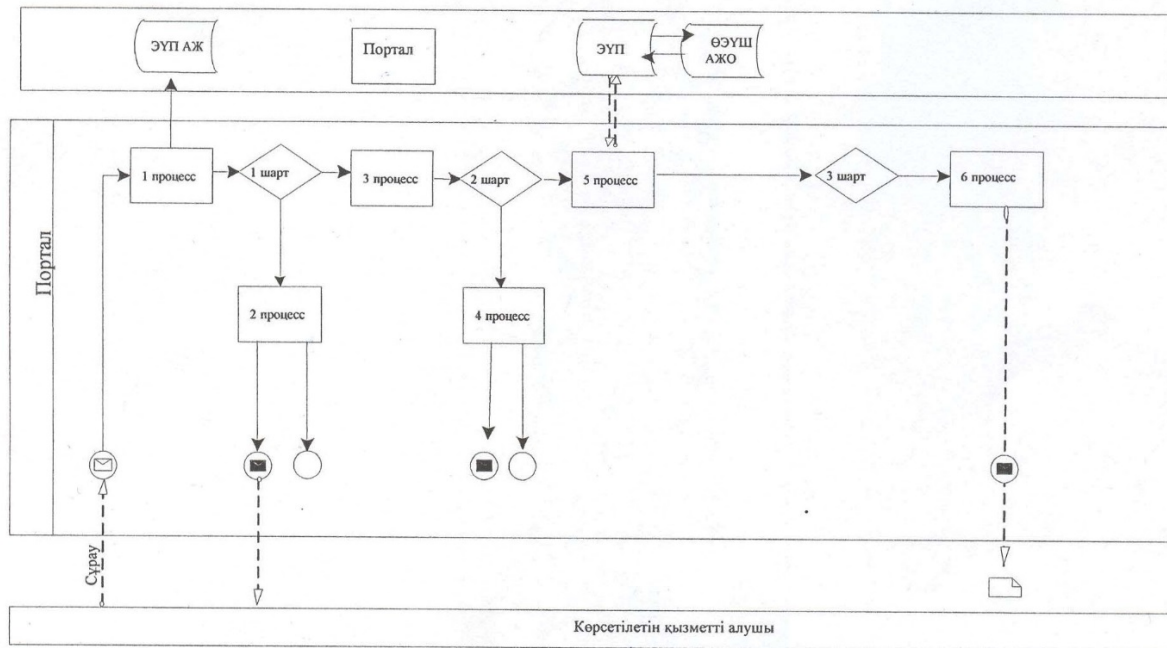 ЭҮП АЖ
Портал
ЭҮП
ӨЭҮШ
АЖО
Портал
1 процесс
1 шарт
3 процесс
2 шарт
5 процесс
3 шарт
6 процесс
2 процесс
4 процесс
Сұрау
Көрсетілетін қызметті алушы